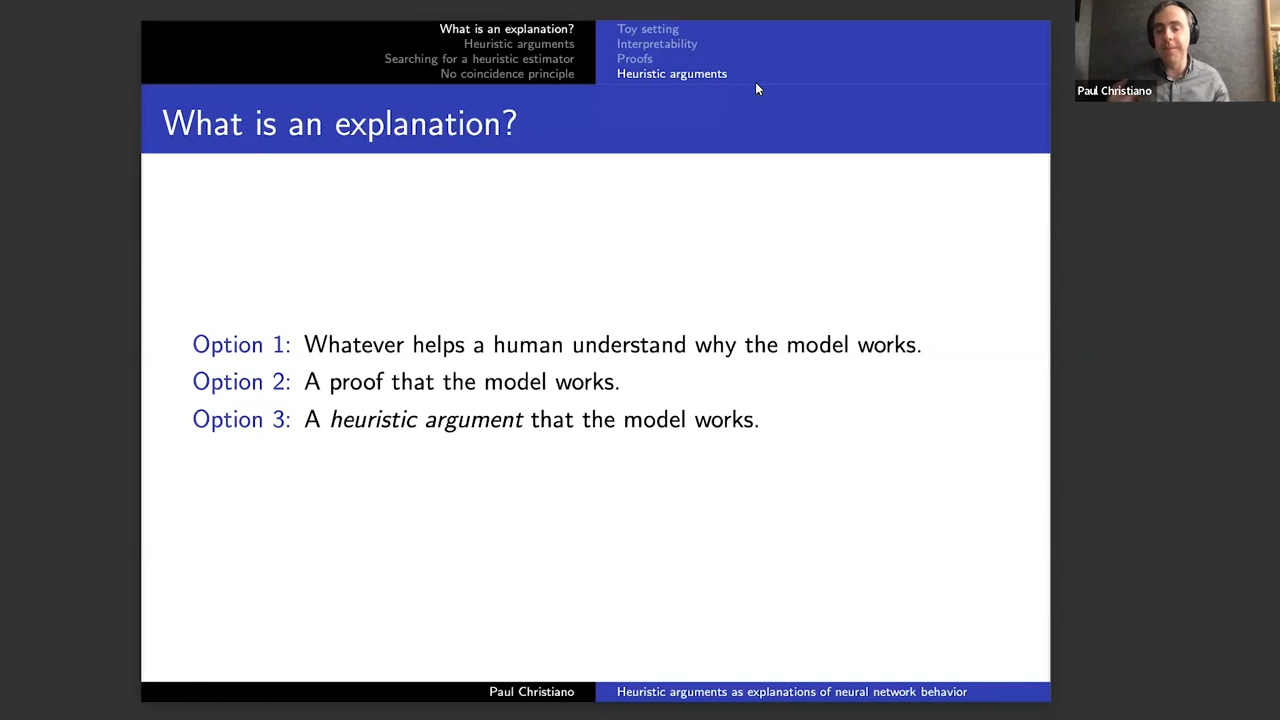 What is an explanation?
Heuristic arguments
Searching for a heuristic estimator
No coincidence principle
Toy setting
Interpretability
Proofs
Heuristic arguments
Paul Christiano
What is an explanation?
Option 1: Whatever helps a human understand why the model works.
Option 2: A proof that the model works.
Option 3: A heuristic argument that the model works.
Paul Christiano
Heuristic arguments as explanations of neural network behavior